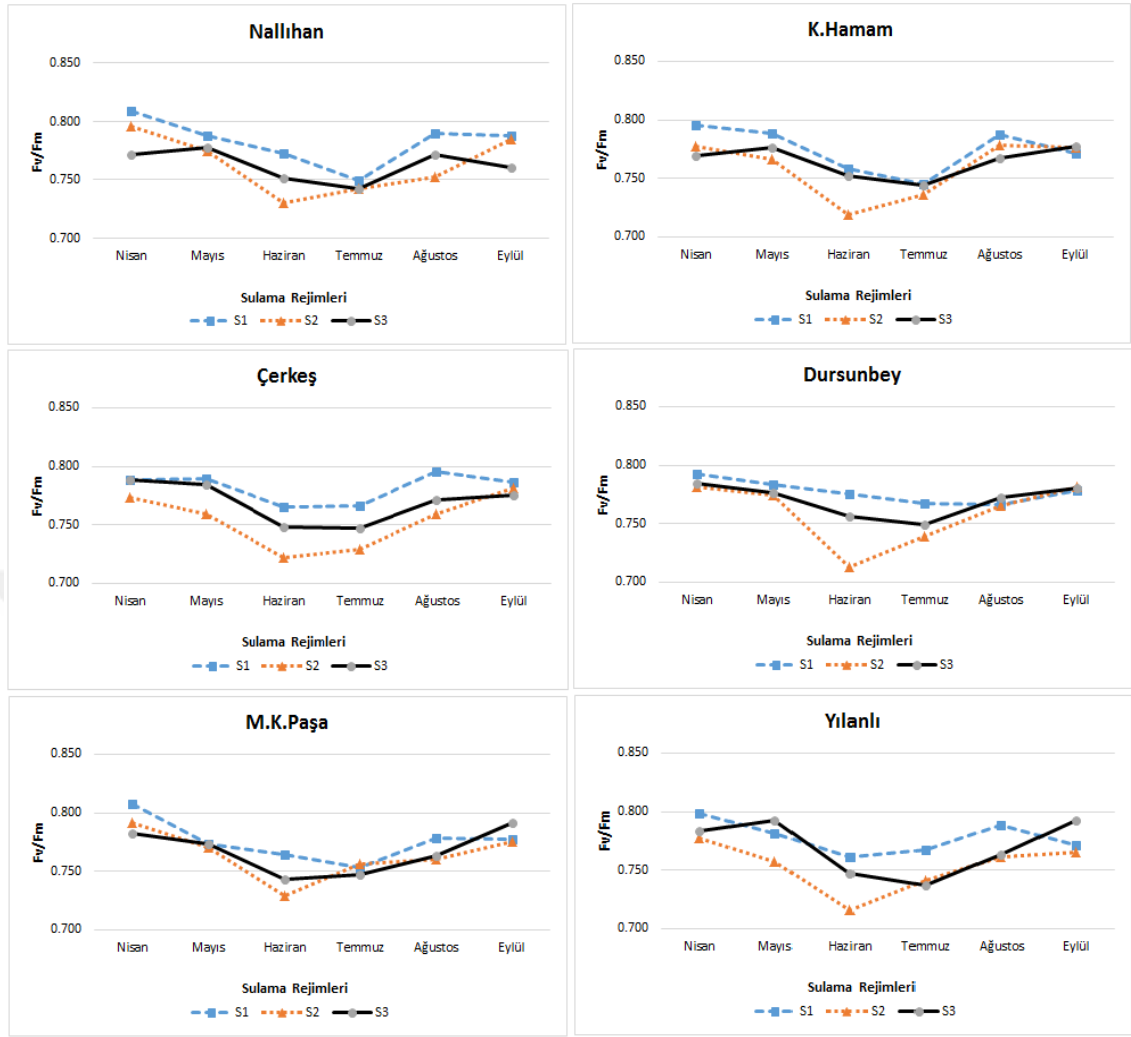 Nallıhan
Fv/Fm
0.850
0.800
0.750
0.700
Nisan Mayıs Haziran Temmuz Ağustos Eylül
Sulama Rejimleri
S1 S2 S3
K.Hamam
Fv/Fm
0.850
0.800
0.750
0.700
Nisan Mayıs Haziran Temmuz Ağustos Eylül
Sulama Rejimleri
S1 S2 S3
Çerkeş
Fv/Fm
0.850
0.800
0.750
0.700
Nisan Mayıs Haziran Temmuz Ağustos Eylül
Sulama Rejimleri
S1 S2 S3
Dursunbey
Fv/Fm
0.850
0.800
0.750
0.700
Nisan Mayıs Haziran Temmuz Ağustos Eylül
Sulama Rejimleri
S1 S2 S3
M.K.Paşa
Fv/Fm
0.850
0.800
0.750
0.700
Nisan Mayıs Haziran Temmuz Ağustos Eylül
Sulama Rejimleri
S1 S2 S3
Yılanlı
Fv/Fm
0.850
0.800
0.750
0.700
Nisan Mayıs Haziran Temmuz Ağustos Eylül
Sulama Rejimleri
S1 S2 S3